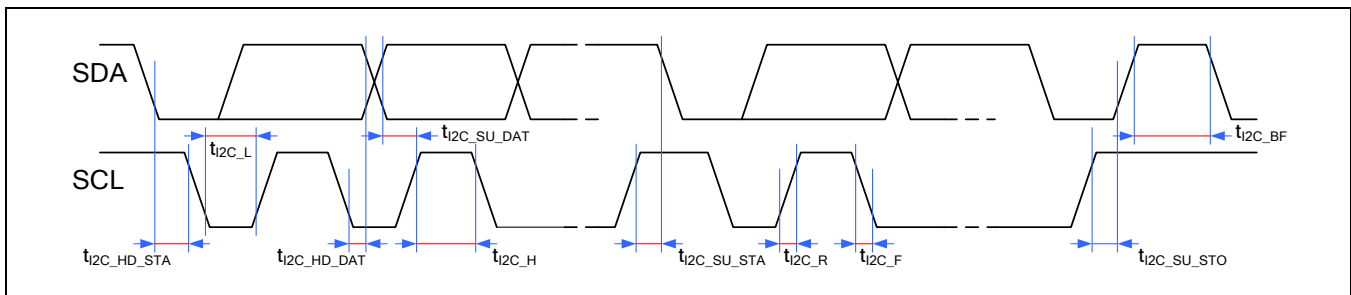 SDA
tI2C_SU_DAT
tI2C_L
tI2C_BF
SCL
tI2C_HD_STA
tI2C_HD_DAT
tI2C_H
tI2C_SU_STA
tI2C_R
tI2C_F
tI2C_SU_STO